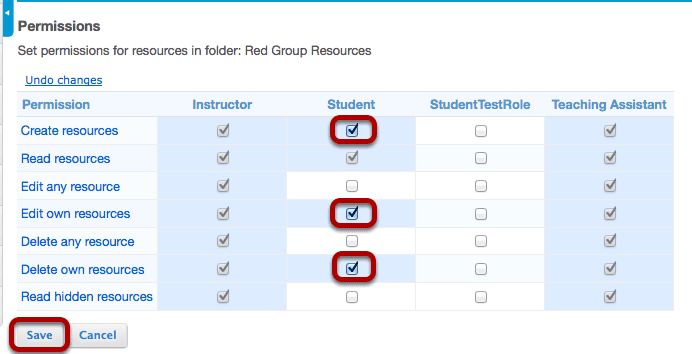 Permissions
Set permissions for resources in folder: Red Group Resources
Undo changes
Permission Instructor Student StudentTestRole Teaching Assistant
Create resources
Read resources
Edit any resource
Edit own resources
Delete any resource
Delete own resources
Read hidden resources
Save Cancel